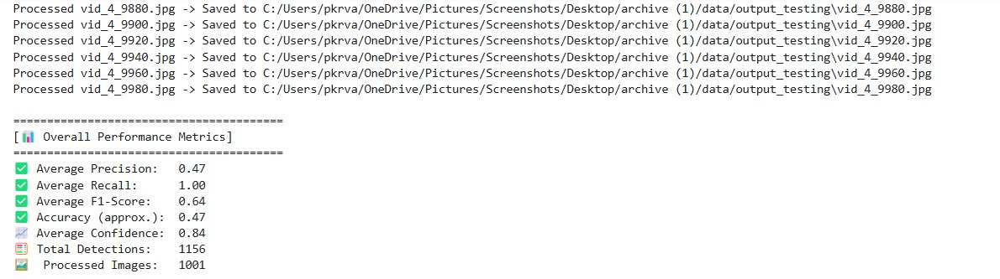 Processed vid_4_9880.jpg -> Saved to C:/Users/pkrva/OneDrive/Pictures/Screenshots/Desktop/archive (1)/data/output_testing\vid_4_9880.jpg
Processed vid_4_9900.jpg -> Saved to C:/Users/pkrva/OneDrive/Pictures/Screenshots/Desktop/archive (1)/data/output_testing\vid_4_9900.jpg
Processed vid_4_9920.jpg -> Saved to C:/Users/pkrva/OneDrive/Pictures/Screenshots/Desktop/archive (1)/data/output_testing\vid_4_9920.jpg
Processed vid_4_9940.jpg -> Saved to C:/Users/pkrva/OneDrive/Pictures/Screenshots/Desktop/archive (1)/data/output_testing\vid_4_9940.jpg
Processed vid_4_9960.jpg -> Saved to C:/Users/pkrva/OneDrive/Pictures/Screenshots/Desktop/archive (1)/data/output_testing\vid_4_9960.jpg
Processed vid_4_9980.jpg -> Saved to C:/Users/pkrva/OneDrive/Pictures/Screenshots/Desktop/archive (1)/data/output_testing\vid_4_9980.jpg
========================================
[📊 Overall Performance Metrics]
========================================
✅ Average Precision: 0.47
✅ Average Recall: 1.00
✅ Average F1-Score: 0.64
✅ Accuracy (approx.): 0.47
📈 Average Confidence: 0.84
🧮 Total Detections: 1156
🖼️ Processed Images: 1001